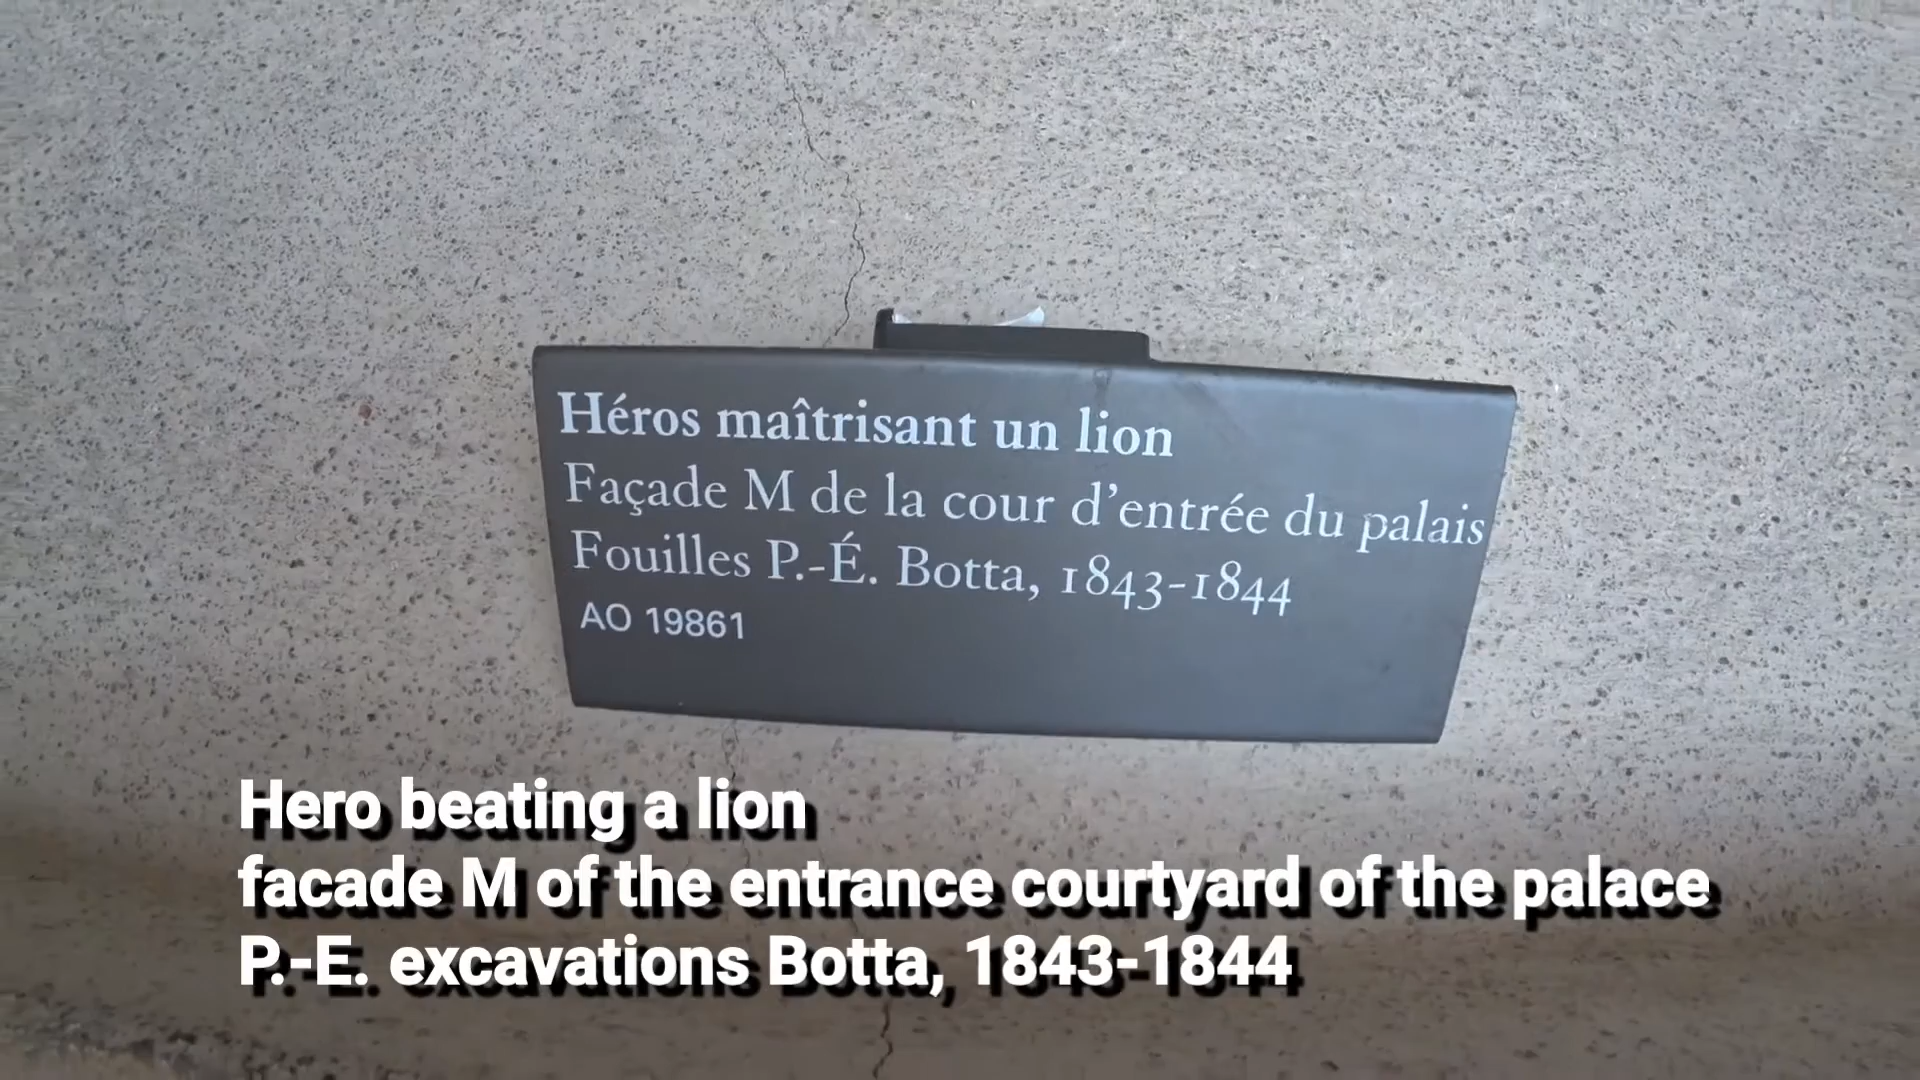 Héros maîtrisant un lion
Façade M de la cour d'entrée du palais
Fouilles P.-É. Botta, 1843-1844
AO 19861
Hero beating a lion
facade M of the entrance courtyard of the palace
P.-E. excavations Botta, 1843-1844